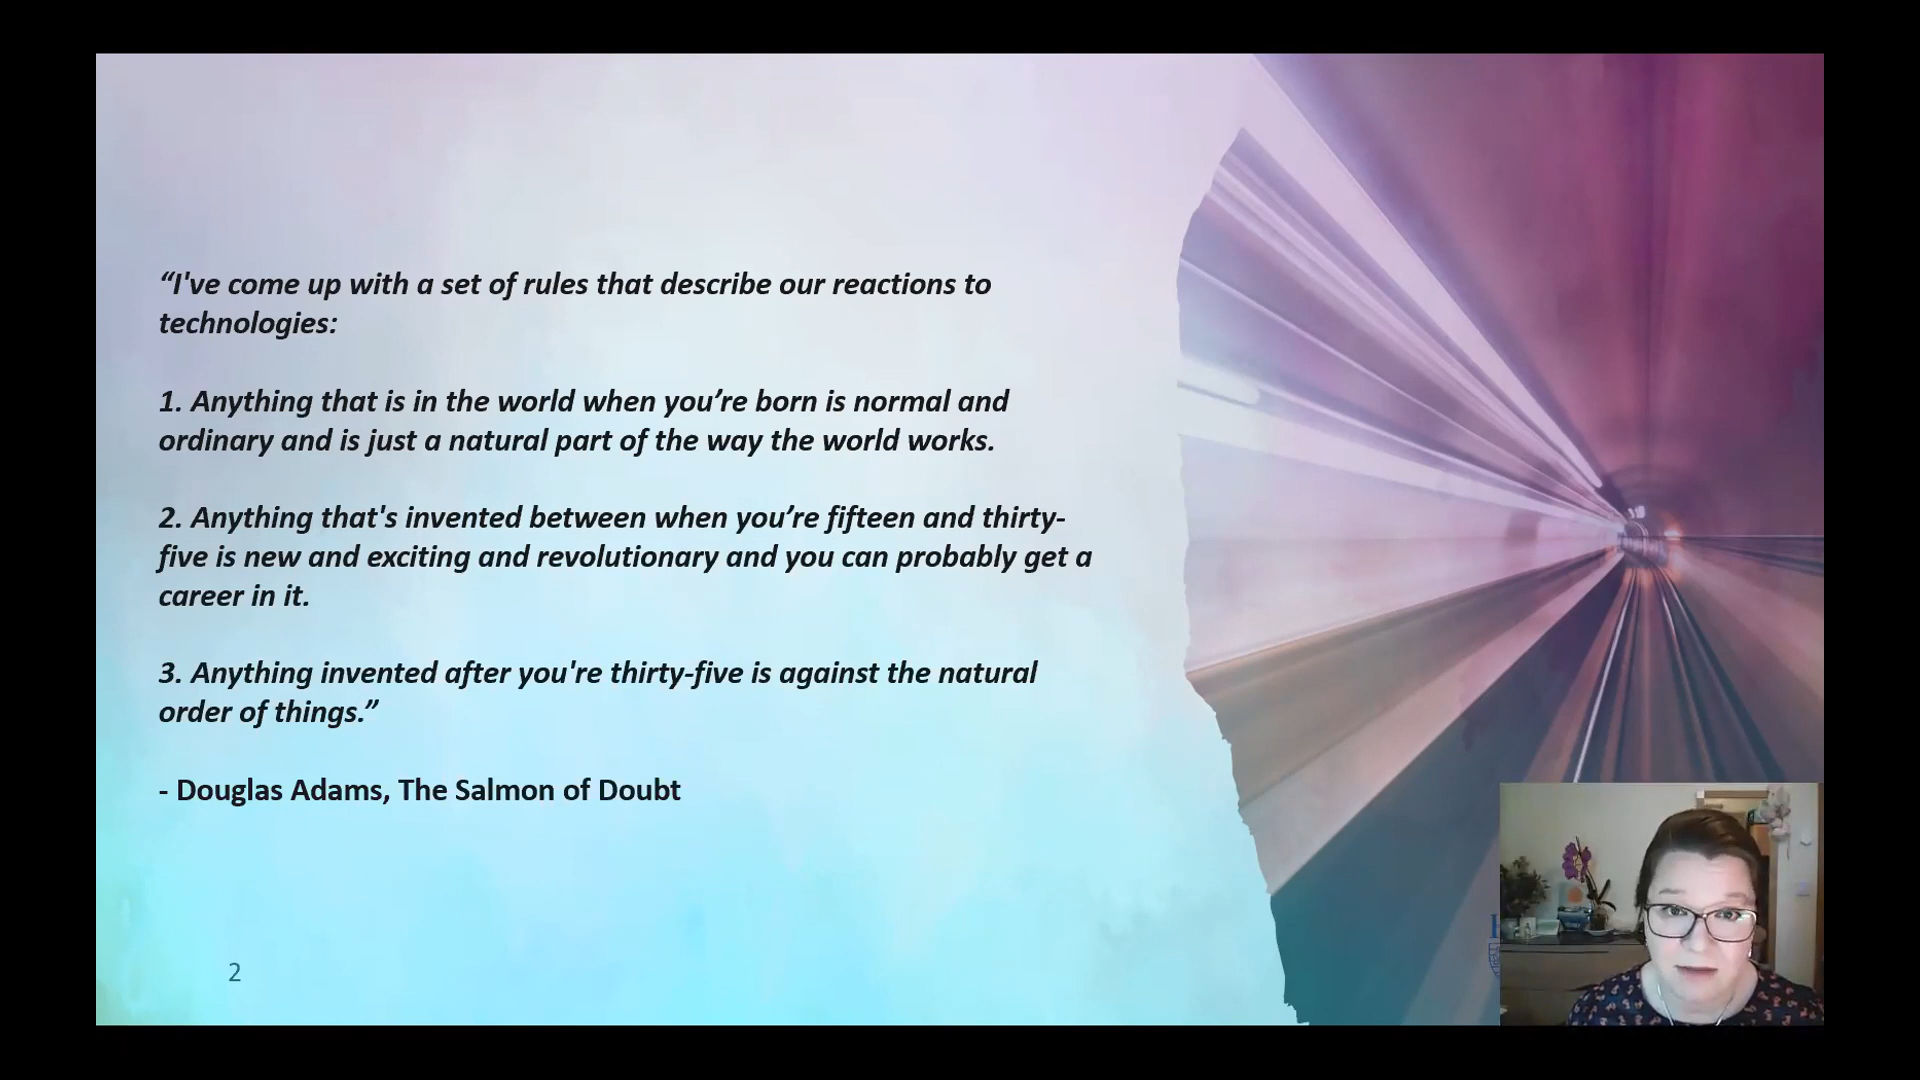 “I've come up with a set of rules that describe our reactions to
technologies:
1. Anything that is in the world when you’re born is normal and
ordinary and is just a natural part of the way the world works.
2. Anything that's invented between when you’re fifteen and thirty-
five is new and exciting and revolutionary and you can probably get a
career in it.
3. Anything invented after you're thirty-five is against the natural
order of things.”
- Douglas Adams, The Salmon of Doubt
2